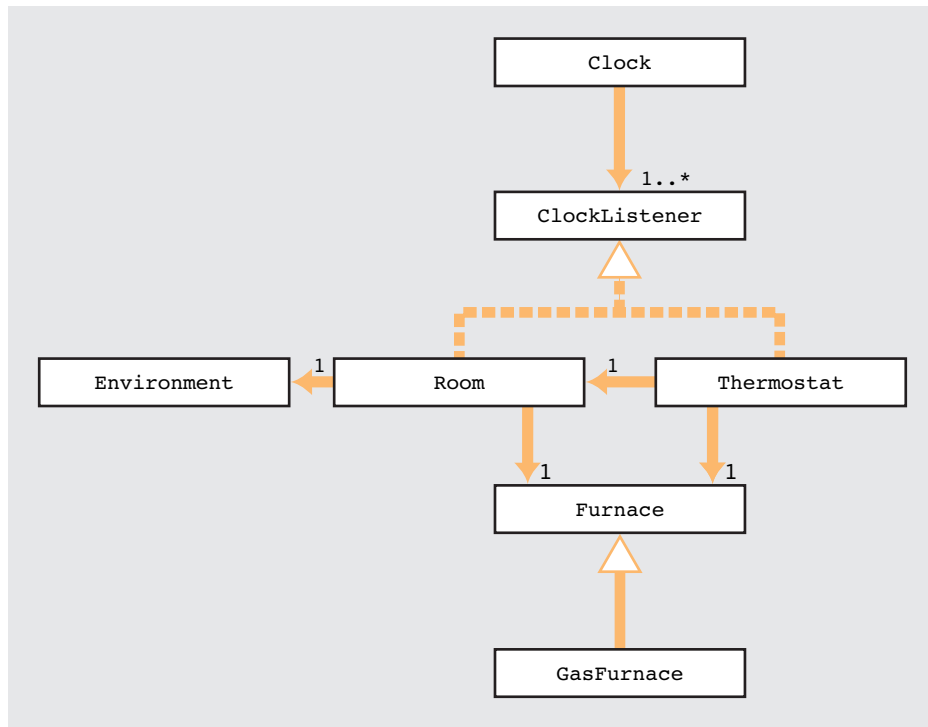 Clock
1..*
ClockListener
Environment
1
Room
1
Thermostat
1
1
Furnace
GasFurnace